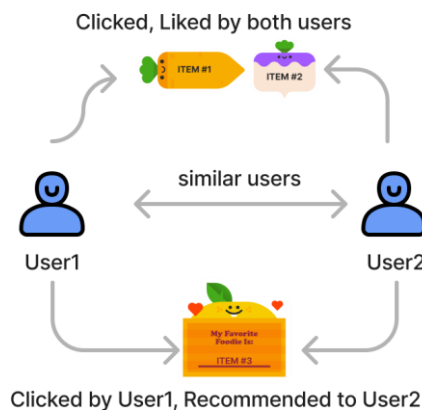 Clicked, Liked by both users
ITEM #1
ITEM #2
similar users
User1
User2
My Favorite
Foodie Is:
ITEM #3
Clicked by User1, Recommended to User2